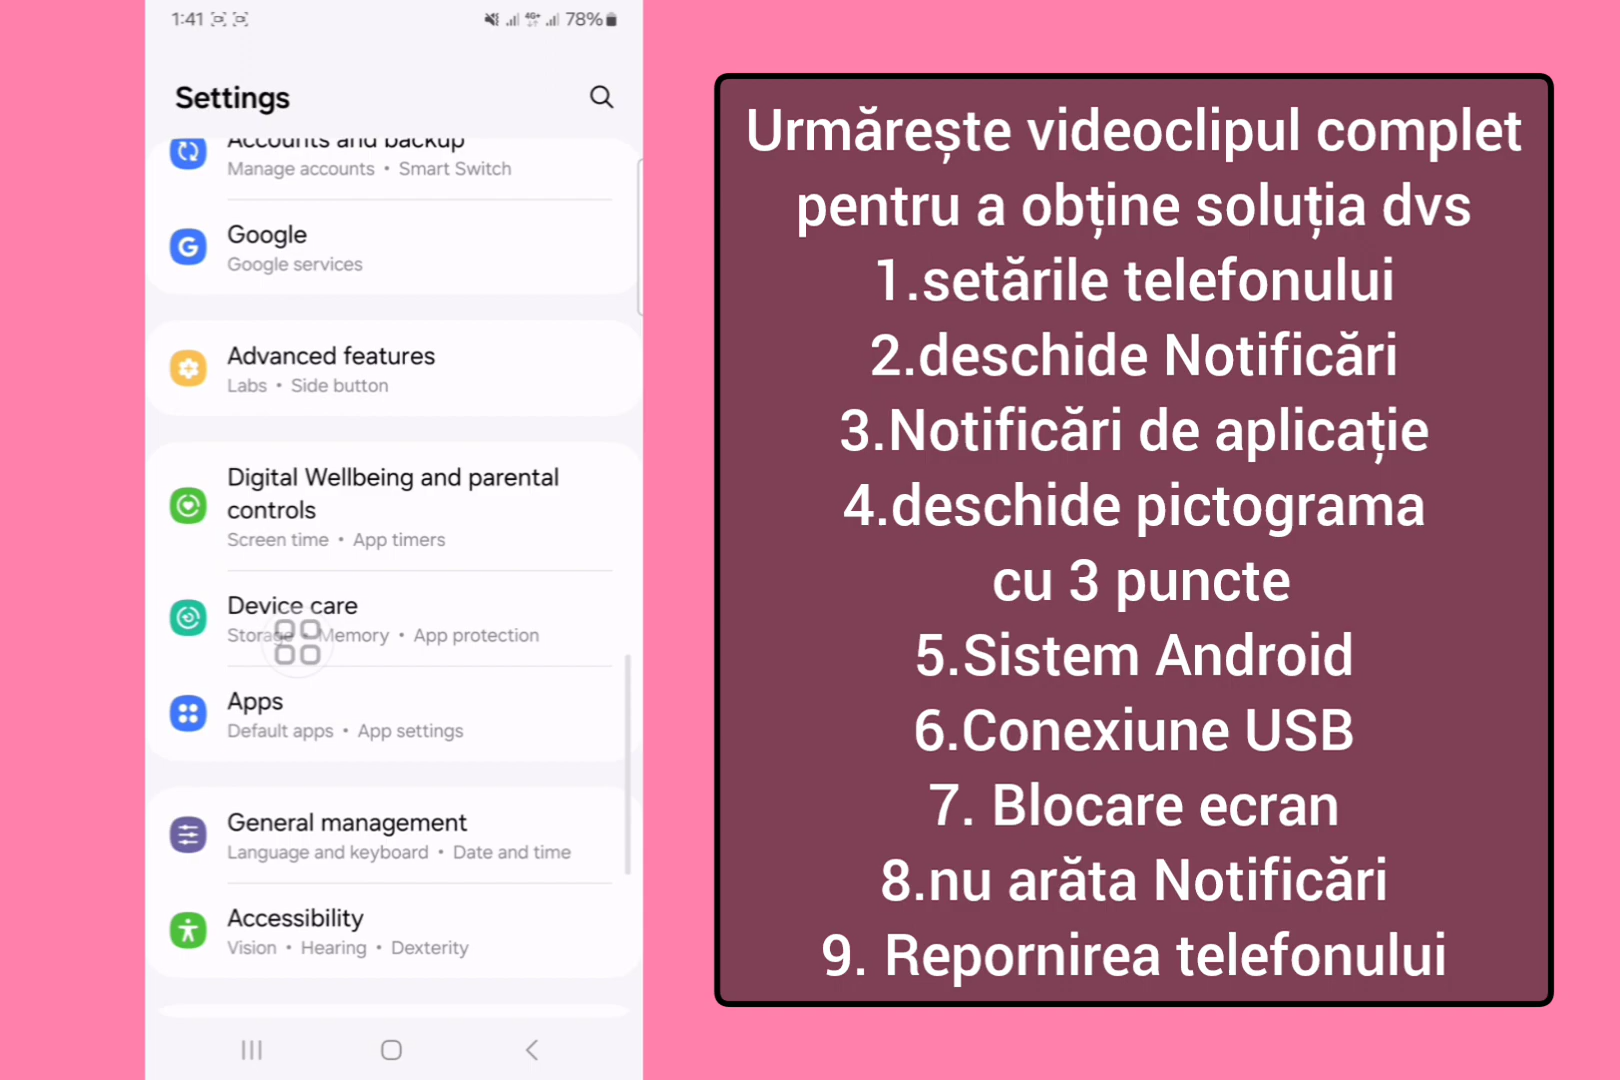 1:41
4G+
78%
Settings
Accounts and backup
Manage accounts • Smart Switch
Google
Google services
Advanced features
Labs • Side button
Digital Wellbeing and parental
controls
Screen time • App timers
Device care
Storage • Memory • App protection
Apps
Default apps • App settings
General management
Language and keyboard • Date and time
Accessibility
Vision • Hearing • Dexterity
Urmărește videoclipul complet
pentru a obține soluția dvs
1.setările telefonului
2.deschide Notificări
3.Notificări de aplicație
4.deschide pictograma
cu 3 puncte
5.Sistem Android
6.Conexiune USB
7. Blocare ecran
8.nu arăta Notificări
9. Repornirea telefonului